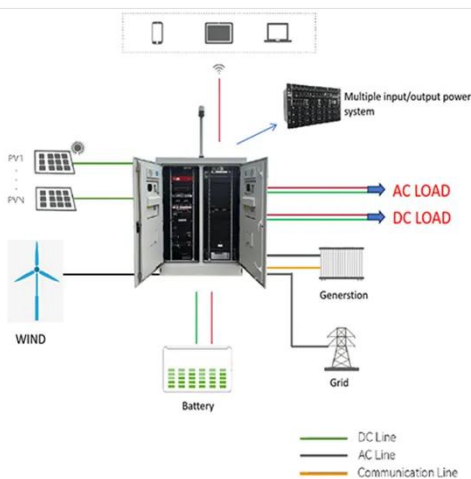 Multiple input/output power
system
PV1
PVN
AC LOAD
DC LOAD
WIND
Generstion
Grid
Battery
DC Line
AC Line
Communication Line